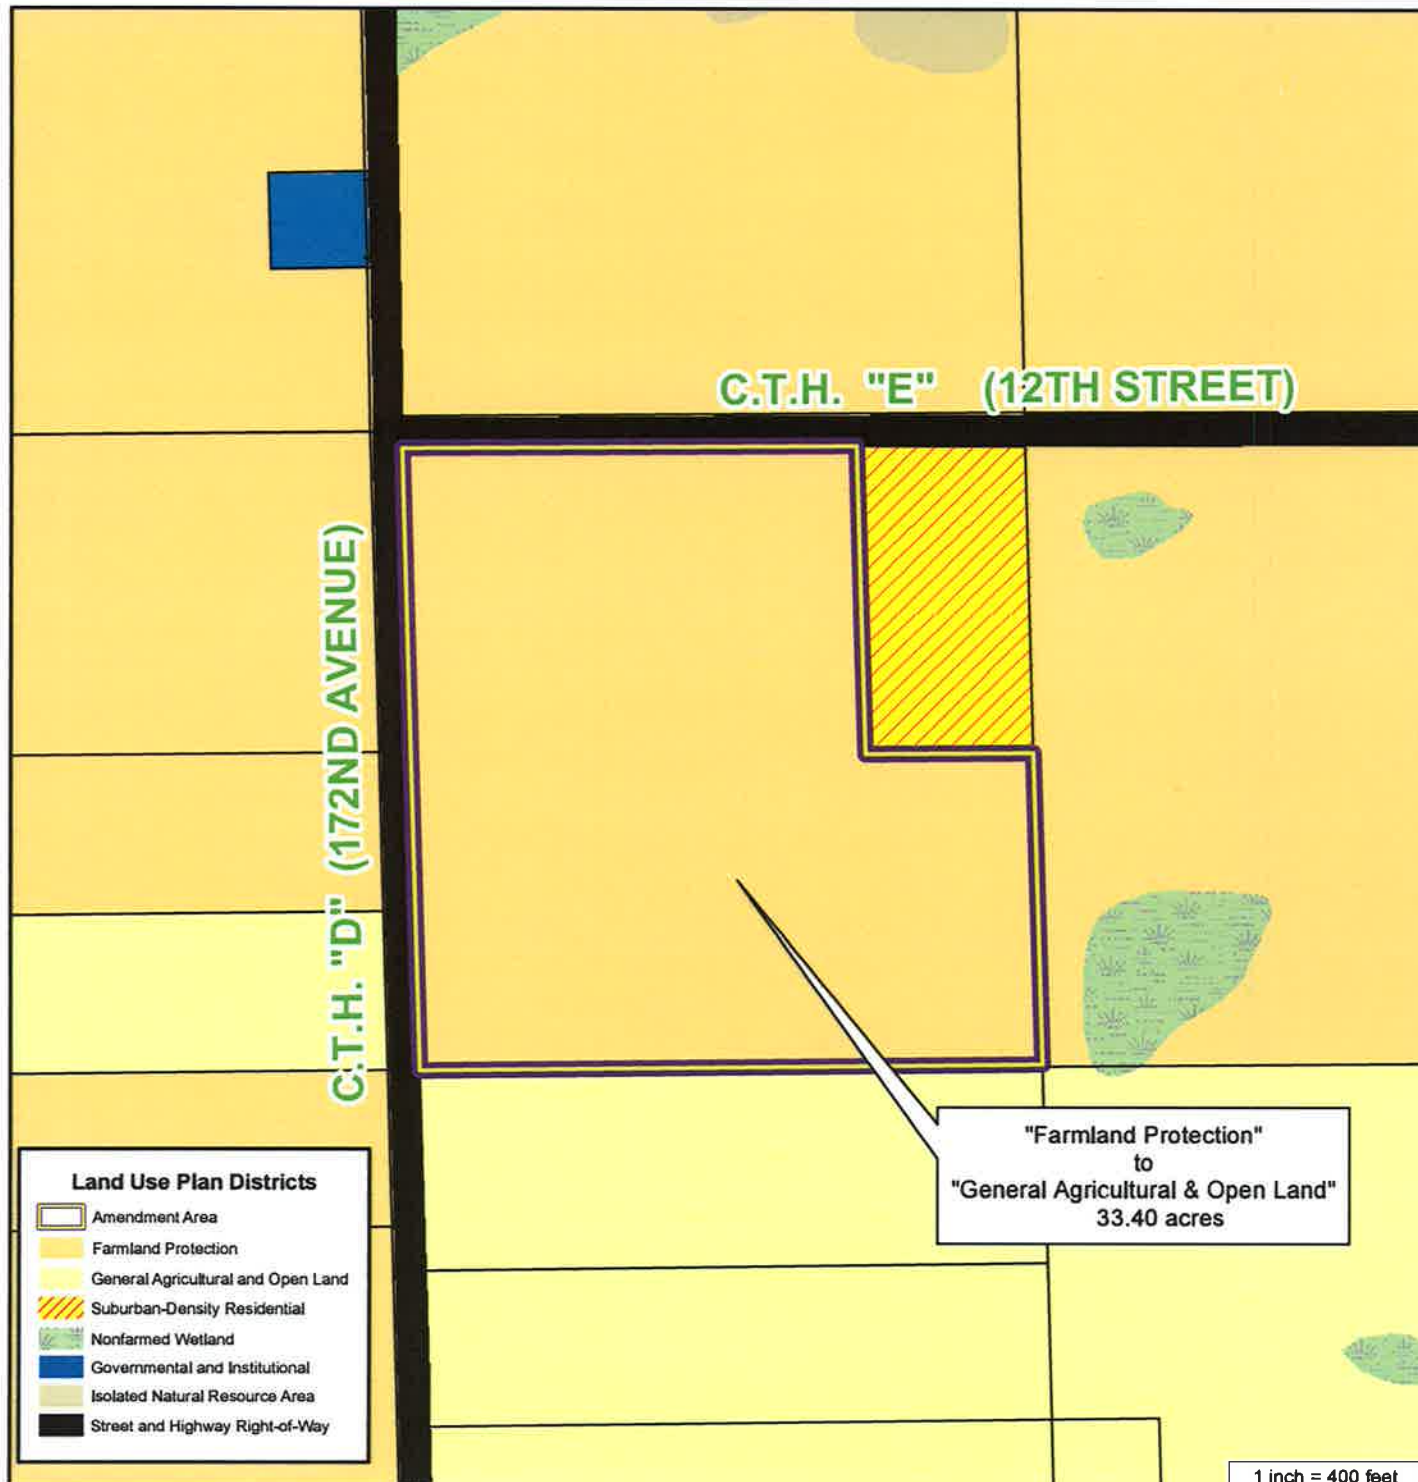 C.T.H. "E" (12TH STREET)
C.T.H. "D" (172ND AVENUE)
"Farmland Protection"
to
"General Agricultural & Open Land"
33.40 acres
Land Use Plan Districts
Amendment Area
Farmland Protection
General Agricultural and Open Land
Suburban-Density Residential
Nonfarmed Wetland
Governmental and Institutional
Isolated Natural Resource Area
Street and Highway Right-of-Way
1 inch = 400 feet